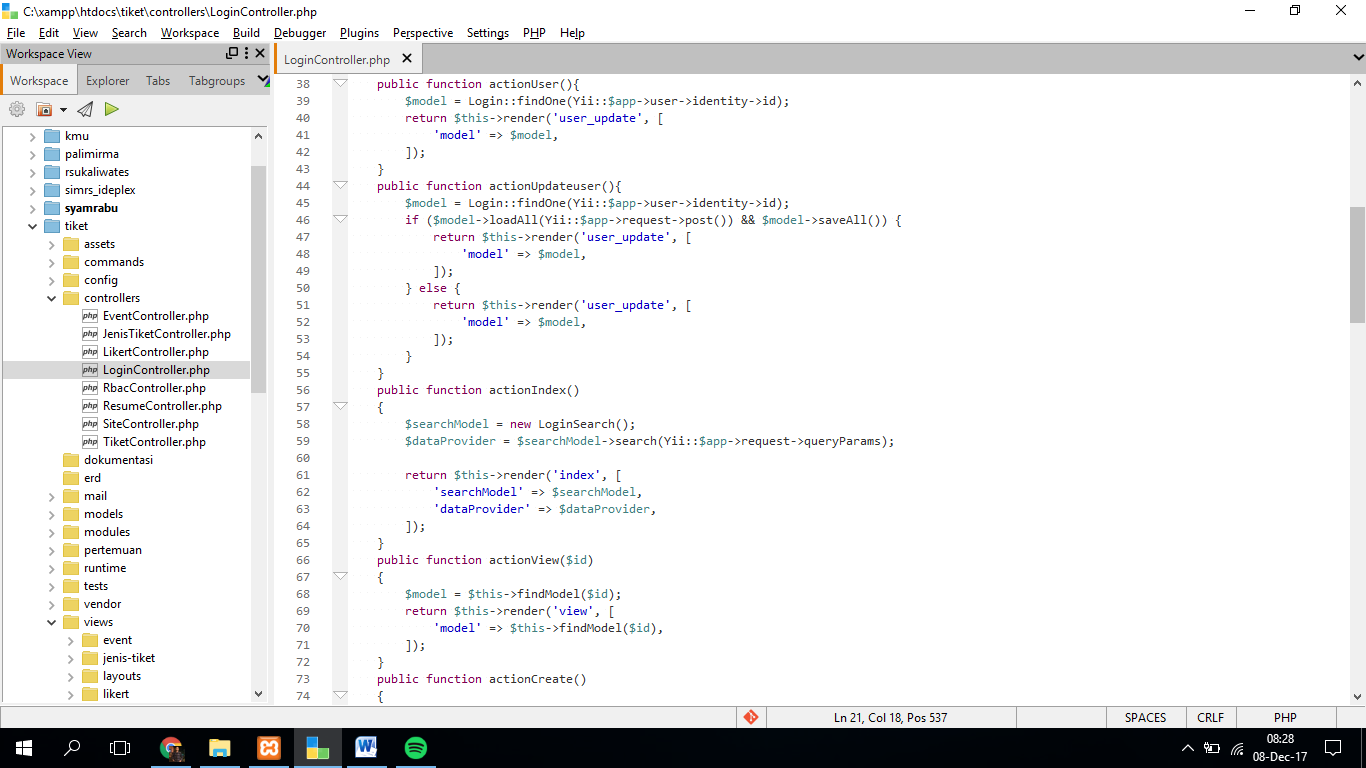 C:\xampp\htdocs\tiket\controllers\LoginController.php
File Edit View Search Workspace Build Debugger Plugins Perspective Settings PHP Help
Workspace View
Workspace Explorer Tabs Tabgroups
kmu
palimirma
rsukaliwates
simrs_ideplex
syamrabu
tiket
assets
commands
config
controllers
php EventController.php
php JenisTiketController.php
php LikertController.php
php LoginController.php
php RbacController.php
php ResumeController.php
php SiteController.php
php TiketController.php
dokumentasi
erd
mail
models
modules
pertemuan
runtime
tests
vendor
views
event
jenis-tiket
layouts
likert
LoginController.php
38 public function actionUser(){
39 $model = Login::findOne(Yii::$app->user->identity->id);
40 return $this->render('user_update', [
41 'model' => $model,
42 ]);
43 }
44 public function actionUpdateuser(){
45 $model = Login::findOne(Yii::$app->user->identity->id);
46 if ($model->loadAll(Yii::$app->request->post()) && $model->saveAll()) {
47 return $this->render('user_update', [
48 'model' => $model,
49 ]);
50 } else {
51 return $this->render('user_update', [
52 'model' => $model,
53 ]);
54 }
55 }
56 public function actionIndex()
57 {
58 $searchModel = new LoginSearch();
59 $dataProvider = $searchModel->search(Yii::$app->request->queryParams);
60
61 return $this->render('index', [
62 'searchModel' => $searchModel,
63 'dataProvider' => $dataProvider,
64 ]);
65 }
66 public function actionView($id)
67 {
68 $model = $this->findModel($id);
69 return $this->render('view', [
70 'model' => $this->findModel($id),
71 ]);
72 }
73 public function actionCreate()
74 {
Ln 21, Col 18, Pos 537 SPACES CRLF PHP
08:28
08-Dec-17